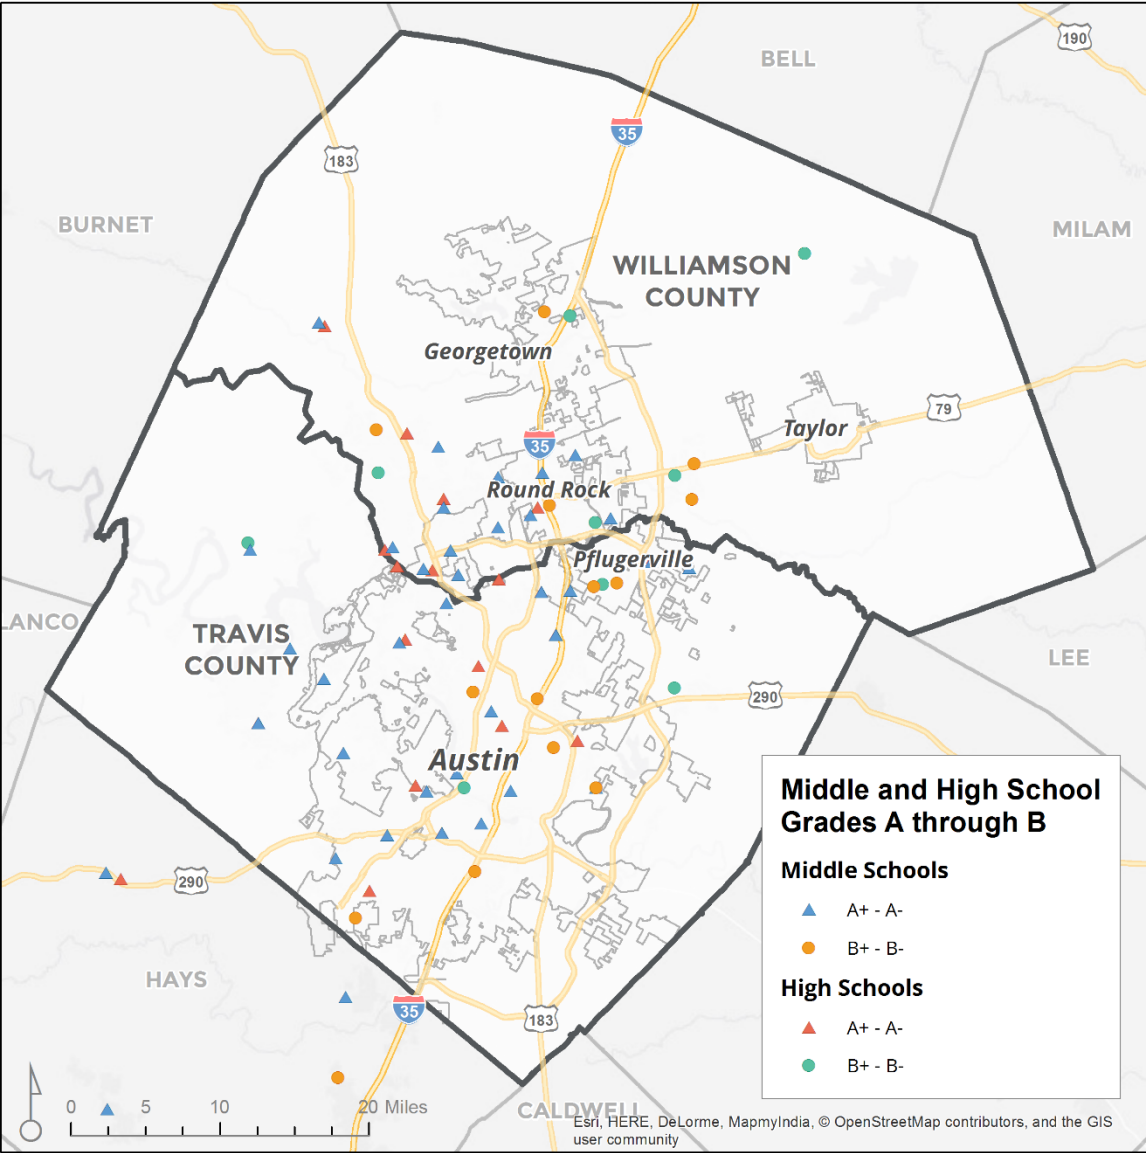 BELL
190
35
183
BURNET
MILAM
WILLIAMSON
COUNTY
Georgetown
79
Taylor
35
Round Rock
Pflugerville
LANCO
TRAVIS
COUNTY
LEE
290
Austin
Middle and High School
Grades A through B
Middle Schools
A+ - A-
B+ - B-
High Schools
A+ - A-
B+ - B-
290
HAYS
35
183
0 5 10 20 Miles
CALDWELL
Esri, HERE, DeLorme, MapmyIndia, © OpenStreetMap contributors, and the GIS
user community